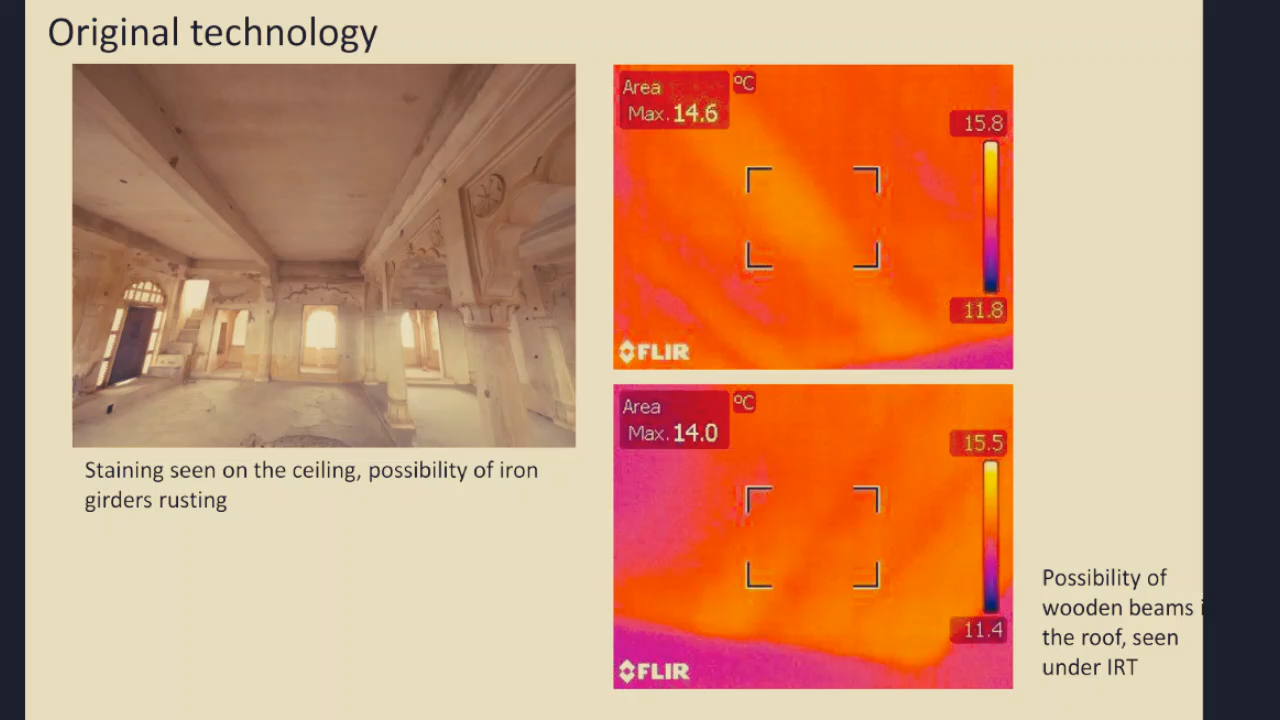 Original technology
Staining seen on the ceiling, possibility of iron
girders rusting
Area
Max. 14.6
°C
15.8
11.8
FLIR
Area
Max. 14.0
°C
15.5
11.4
FLIR
Possibility of
wooden beams i
the roof, seen
under IRT